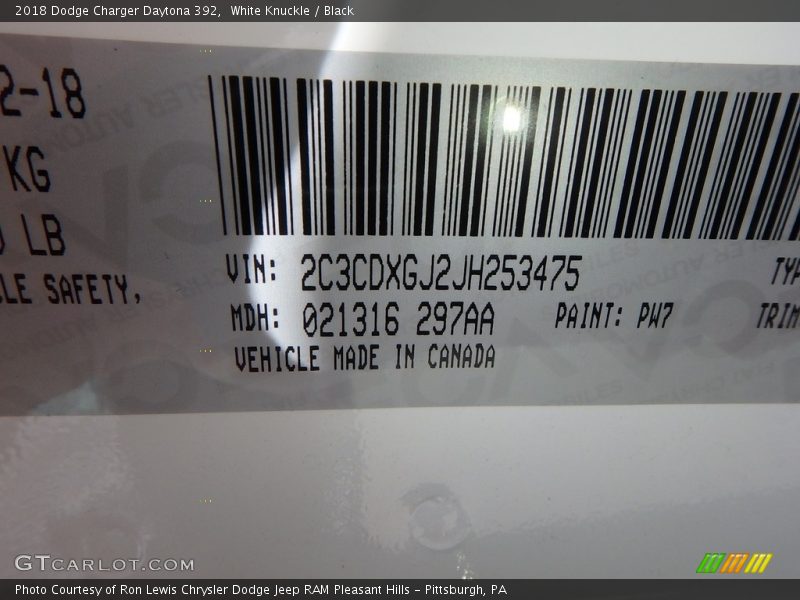 2018 Dodge Charger Daytona 392, White Knuckle / Black
2-18
KG
LB
SAFETY,
VIN: 2C3CDXGJ2JH253475
MDH: 021316 297AA
PAINT: PW7
VEHICLE MADE IN CANADA
GTCARLOT.COM
Photo Courtesy of Ron Lewis Chrysler Dodge Jeep RAM Pleasant Hills – Pittsburgh, PA